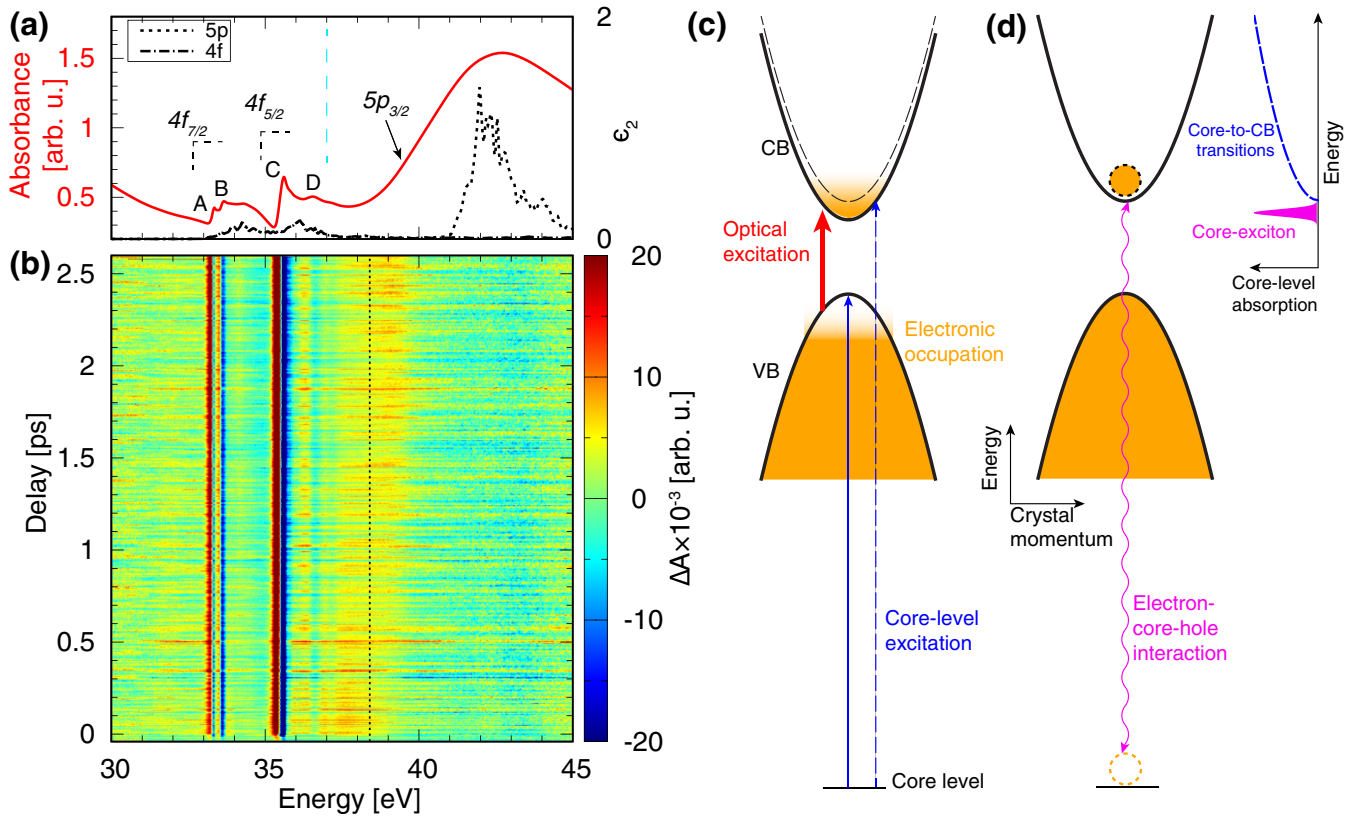 (a)
5p
4f
Absorbance
[arb. u.]
1.5
1
0.5
4f7/2
4f5/2
5p3/2
A
B
C
D
2
ϵ2
0
(b)
Delay [ps]
2.5
2
1.5
1
0.5
0
30
35
40
45
Energy [eV]
20
10
0
-10
-20
ΔA×10-3 [arb. u.]
(c)
CB
Optical
excitation
Electronic
occupation
VB
Core-level
excitation
Core level
(d)
Core-to-CB
transitions
Energy
Core-exciton
Core-level
absorption
Energy
Crystal
momentum
Electron-
core-hole
interaction